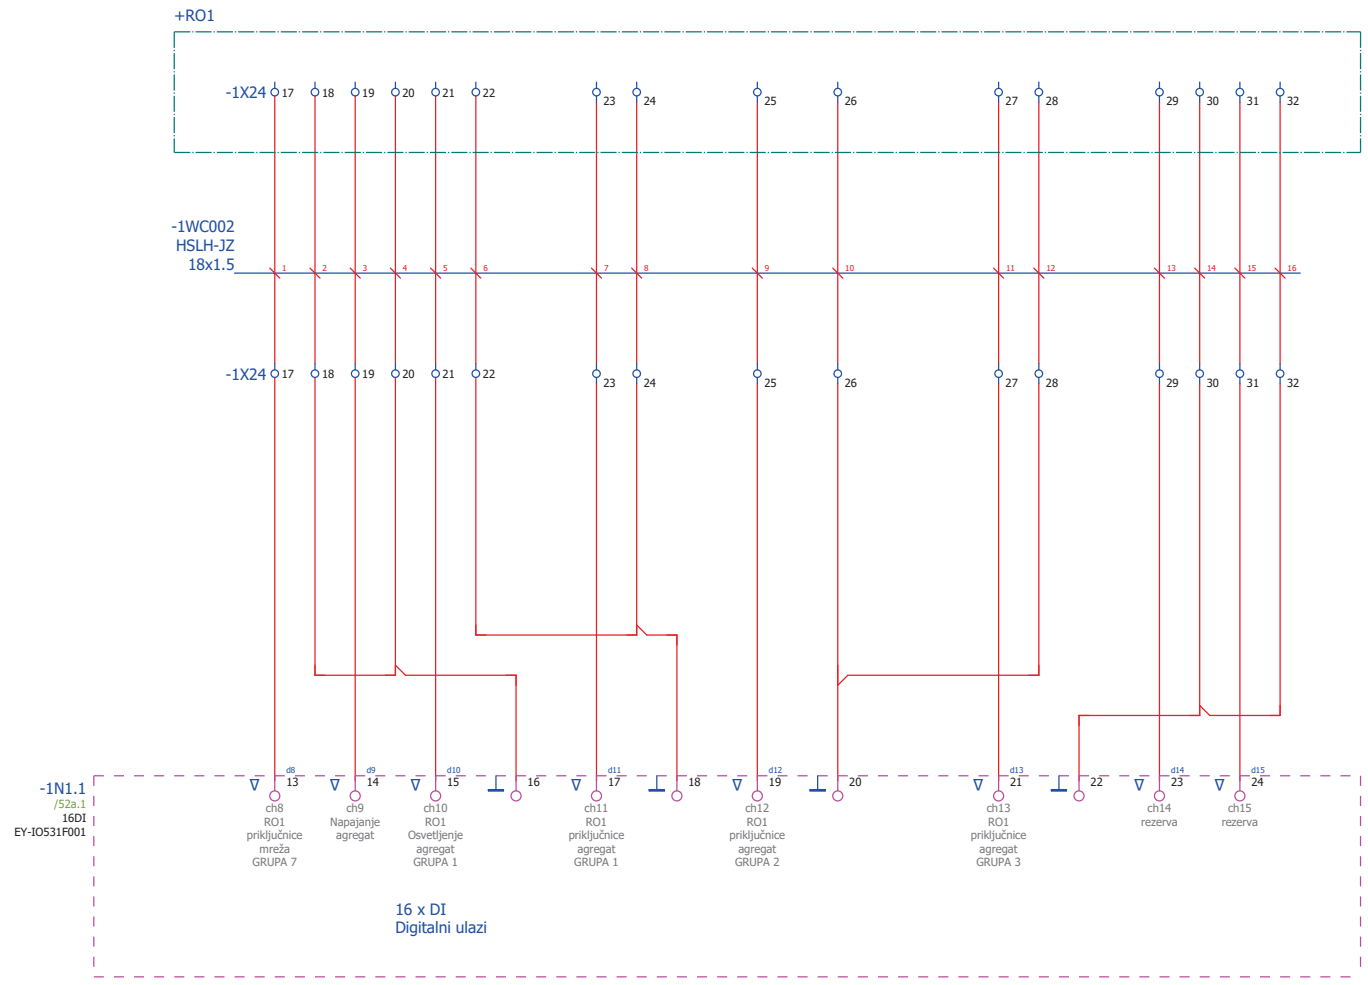 +RO1
-1X24 17 18 19 20 21 22 23 24 25 26 27 28 29 30 31 32
-1WC002
HSLH-JZ
18x1.5
1 2 3 4 5 6 7 8 9 10 11 12 13 14 15 16
-1X24 17 18 19 20 21 22 23 24 25 26 27 28 29 30 31 32
d8 d9 d10 d11 d12 d13 d14 d15
13 14 15 16 17 18 19 20 21 22 23 24
-1N1.1
/52a.1
16DI
EY-IO531F001
ch8
RO1
priključnice
mreža
GRUPA 7
ch9
Napajanje
agregat
ch10
RO1
Osvetljenje
agregat
GRUPA 1
ch11
RO1
priključnice
agregat
GRUPA 1
ch12
RO1
priključnice
agregat
GRUPA 2
ch13
RO1
priključnice
agregat
GRUPA 3
ch14
rezerva
ch15
rezerva
16 x DI
Digitalni ulazi